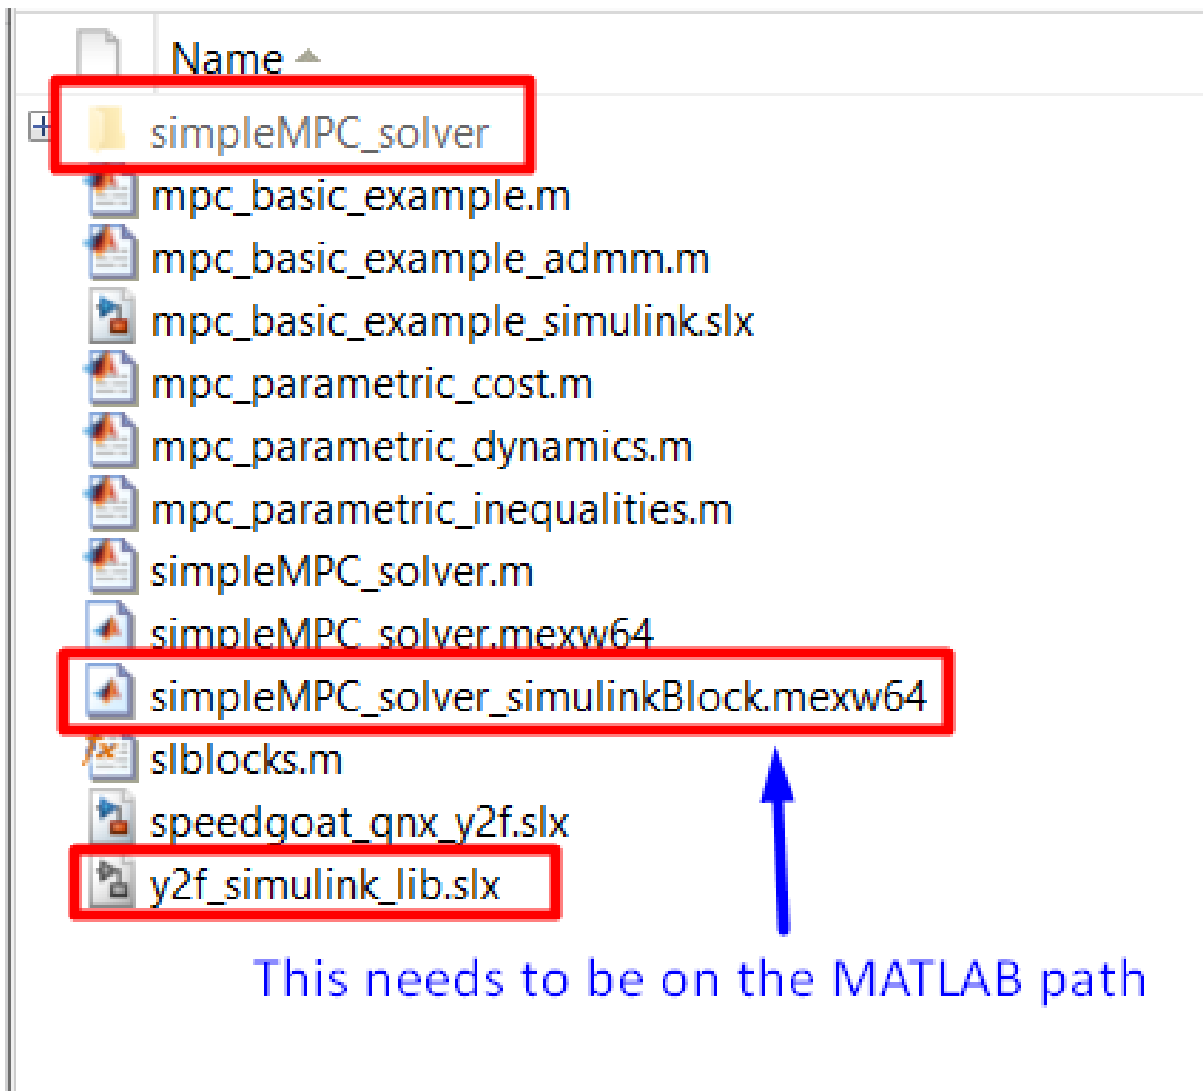 Name
simpleMPC_solver
mpc_basic_example.m
mpc_basic_example_admm.m
mpc_basic_example_simulink.slx
mpc_parametric_cost.m
mpc_parametric_dynamics.m
mpc_parametric_inequalities.m
simpleMPC_solver.m
simpleMPC_solver.mexw64
simpleMPC_solver_simulinkBlock.mexw64
slblocks.m
speedgoat_qnx_y2f.slx
y2f_simulink_lib.slx
This needs to be on the MATLAB path